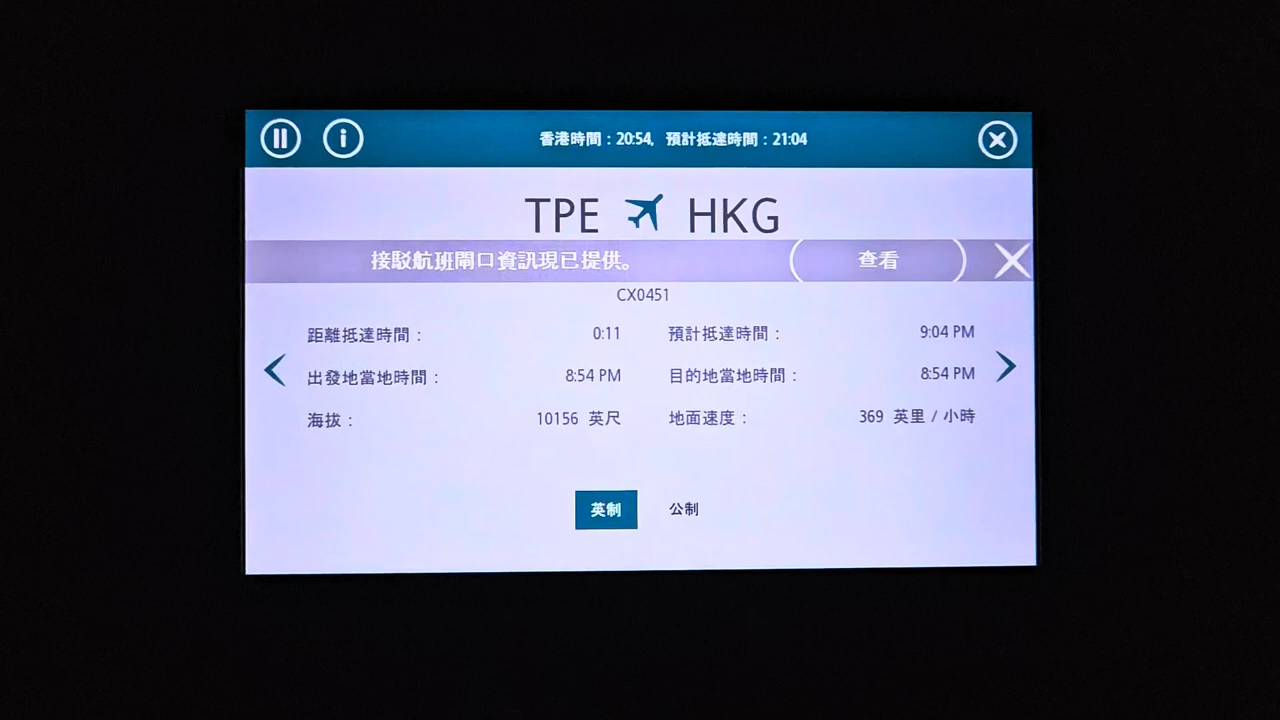 香港時間：20:54, 預計抵達時間：21:04
TPE HKG
接駁航班閘口資訊現已提供。 查看
CX0451
距離抵達時間： 0:11 預計抵達時間： 9:04 PM
出發地當地時間： 8:54 PM 目的地當地時間： 8:54 PM
海拔： 10156 英尺 地面速度： 369 英里 / 小時
英制 公制